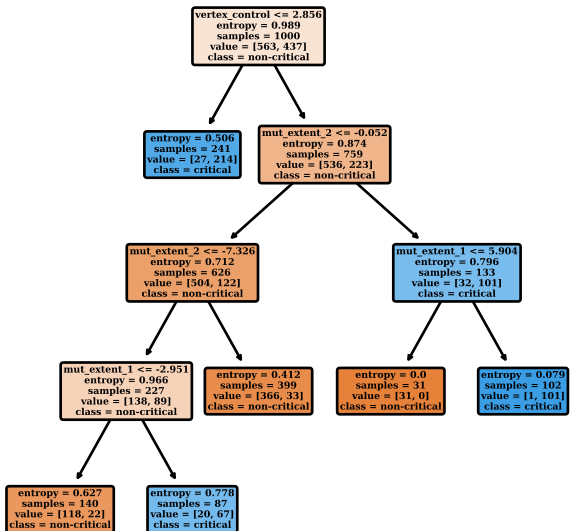 vertex_control <= 2.856
entropy = 0.989
samples = 1000
value = [563, 437]
class = non-critical
entropy = 0.506
samples = 241
value = [27, 214]
class = critical
mut_extent_2 <= -0.052
entropy = 0.874
samples = 759
value = [536, 223]
class = non-critical
mut_extent_2 <= -7.326
entropy = 0.712
samples = 626
value = [504, 122]
class = non-critical
mut_extent_1 <= 5.904
entropy = 0.796
samples = 133
value = [32, 101]
class = critical
mut_extent_1 <= -2.951
entropy = 0.966
samples = 227
value = [138, 89]
class = non-critical
entropy = 0.412
samples = 399
value = [366, 33]
class = non-critical
entropy = 0.0
samples = 31
value = [31, 0]
class = non-critical
entropy = 0.079
samples = 102
value = [1, 101]
class = critical
entropy = 0.627
samples = 140
value = [118, 22]
class = non-critical
entropy = 0.778
samples = 87
value = [20, 67]
class = critical